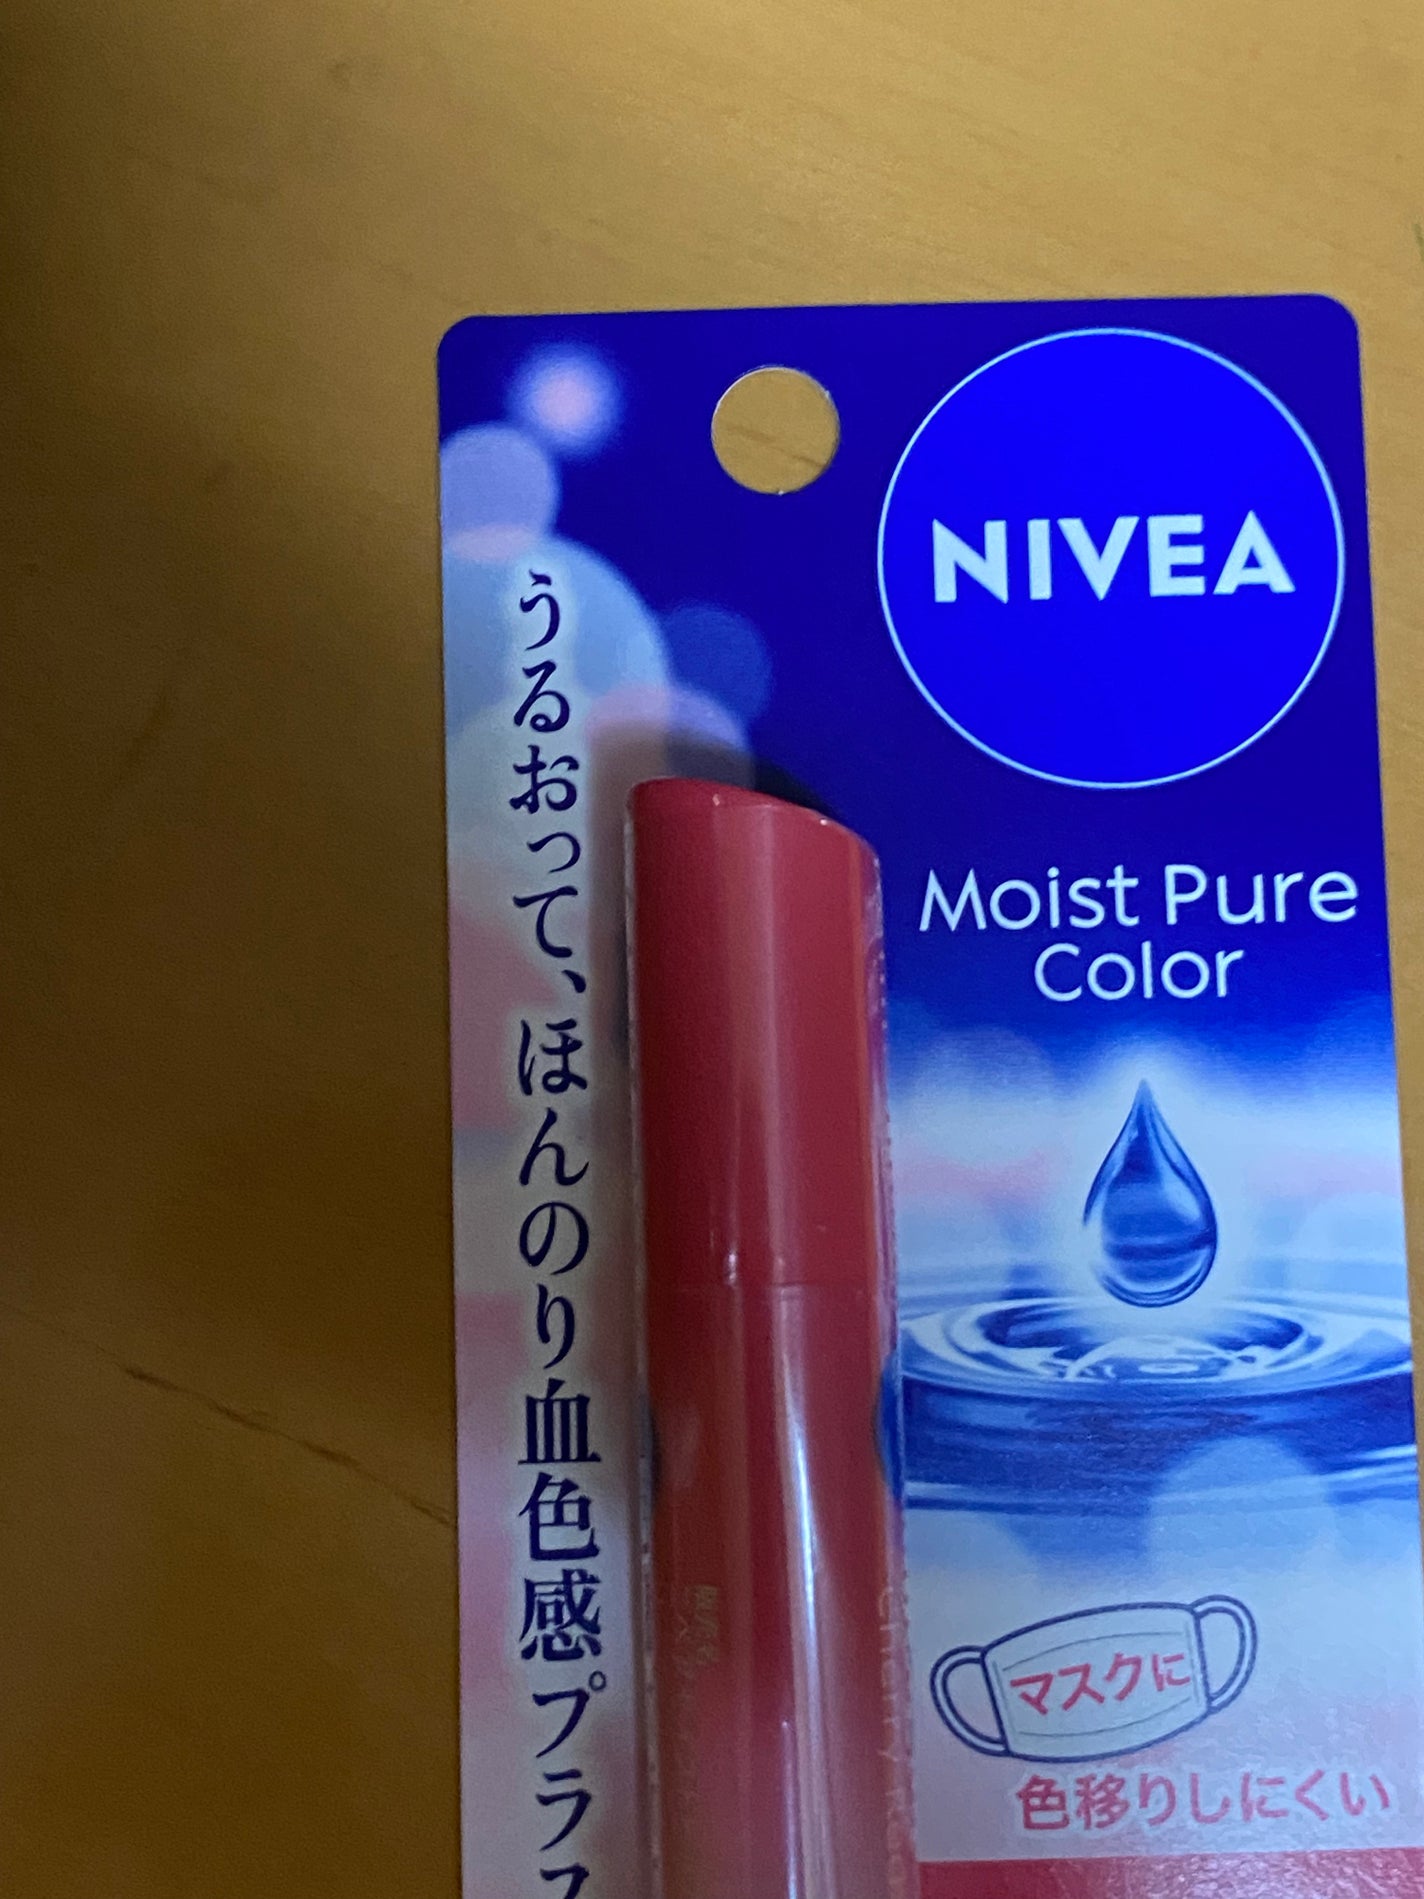 NIVEA
Moist Pure
Color
うるおって、ほんのり血色感プラス
マスクに
色移りしにくい